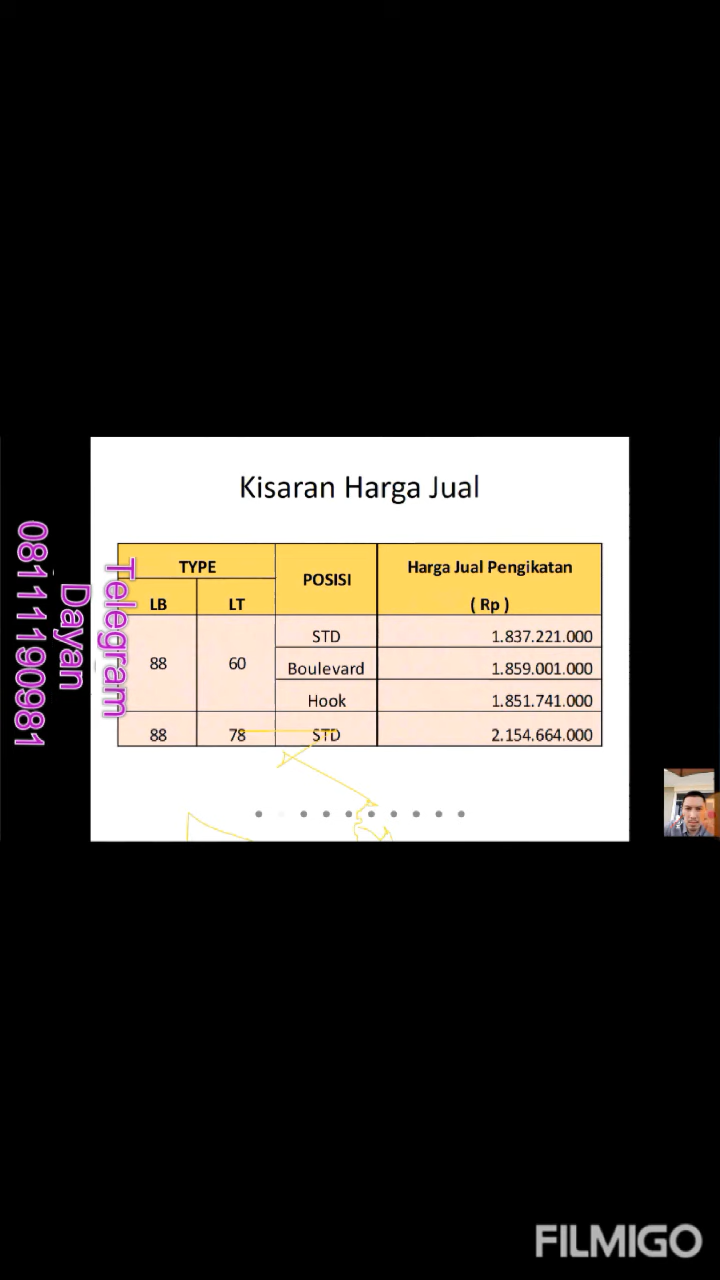 Kisaran Harga Jual
TYPE
POSISI
Harga Jual Pengikatan
( Rp )
LB
LT
88
60
STD
1.837.221.000
Boulevard
1.859.001.000
Hook
1.851.741.000
88
78
STD
2.154.664.000
Telegram
Dayan
08111190981
FILMIGO